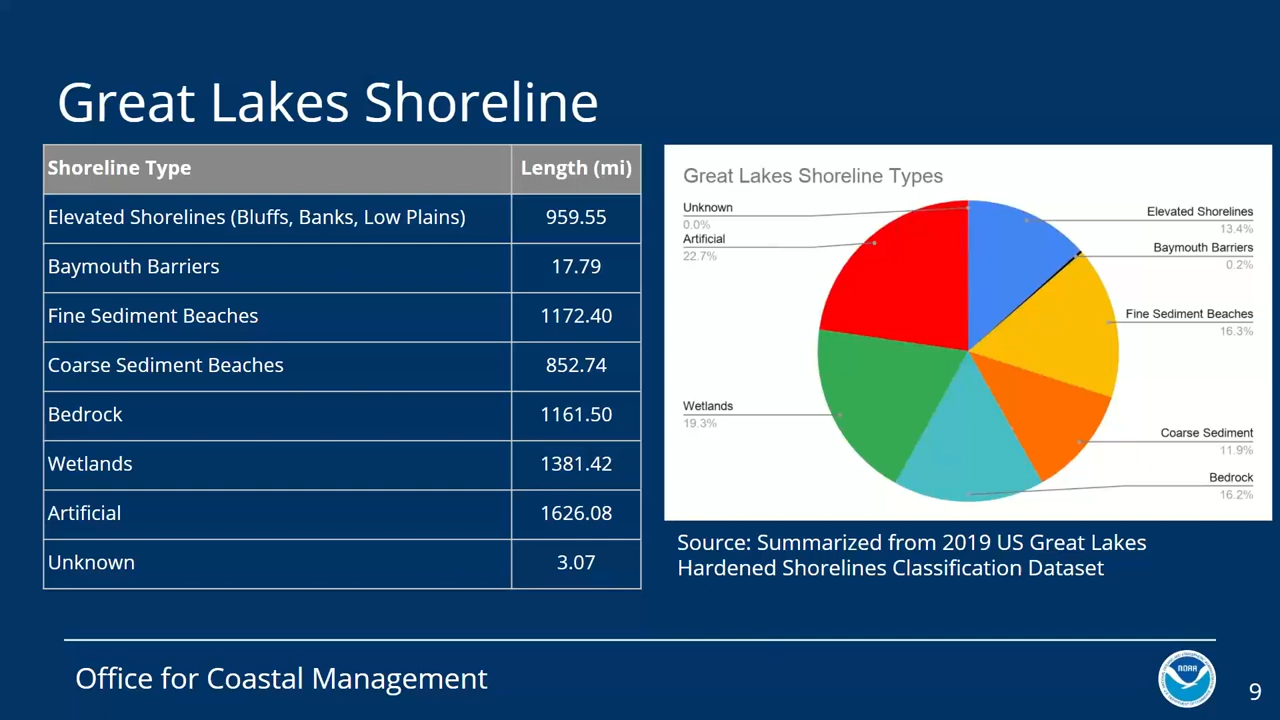 Great Lakes Shoreline
Shoreline Type Length (mi)
Elevated Shorelines (Bluffs, Banks, Low Plains) 959.55
Baymouth Barriers 17.79
Fine Sediment Beaches 1172.40
Coarse Sediment Beaches 852.74
Bedrock 1161.50
Wetlands 1381.42
Artificial 1626.08
Unknown 3.07
Great Lakes Shoreline Types
Unknown
0.0%
Artificial
22.7%
Wetlands
19.3%
Elevated Shorelines
13.4%
Baymouth Barriers
0.2%
Fine Sediment Beaches
16.3%
Coarse Sediment
11.9%
Bedrock
16.2%
Source: Summarized from 2019 US Great Lakes
Hardened Shorelines Classification Dataset
Office for Coastal Management
NOAA
9